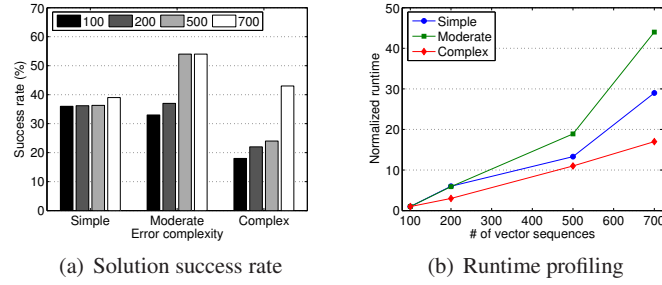 100 200 500 700
Success rate (%)
70
60
50
40
30
20
10
0
Simple Moderate Complex
Error complexity
(a) Solution success rate
Simple
Moderate
Complex
Normalized runtime
50
40
30
20
10
0
100 200 300 400 500 600 700
# of vector sequences
(b) Runtime profiling